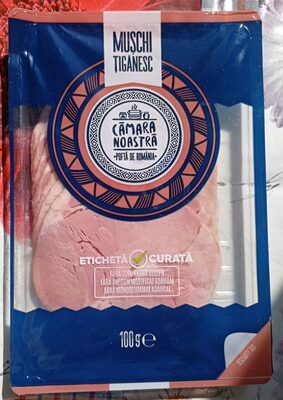 MUSCHI
TIGĂNESC
CĂMARA
NOASTRĂ
POFTĂ DE ROMÂNIA
ETICHETĂ CURATĂ
FĂRĂ SOIA • FĂRĂ GLUTEN
FĂRĂ AMIDON MODIFICAT ADĂUGAT
FĂRĂ MONOGLUTAMAT ADĂUGAT
100 g ℮